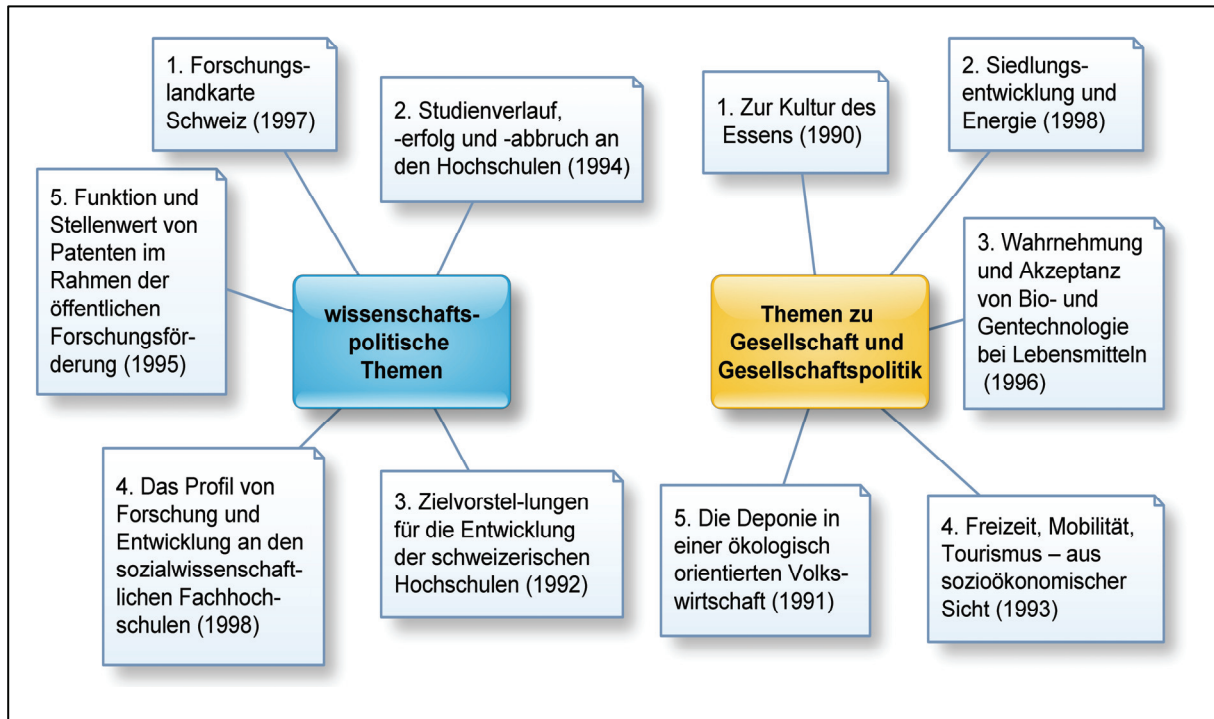 1. Forschungs-
landkarte
Schweiz (1997)
2. Studienverlauf,
-erfolg und -abbruch an
den Hochschulen (1994)
5. Funktion und
Stellenwert von
Patenten im
Rahmen der
öffentlichen
Forschungsför-
derung (1995)
wissenschafts-
politische
Themen
4. Das Profil von
Forschung und
Entwicklung an den
sozialwissenschaft-
lichen Fachhoch-
schulen (1998)
3. Zielvorstel-lungen
für die Entwicklung
der schweizerischen
Hochschulen (1992)
1. Zur Kultur des
Essens (1990)
2. Siedlungs-
entwicklung und
Energie (1998)
Themen zu
Gesellschaft und
Gesellschaftspolitik
3. Wahrnehmung
und Akzeptanz
von Bio- und
Gentechnologie
bei Lebensmitteln
(1996)
5. Die Deponie in
einer ökologisch
orientierten Volks-
wirtschaft (1991)
4. Freizeit, Mobilität,
Tourismus – aus
sozioökonomischer
Sicht (1993)